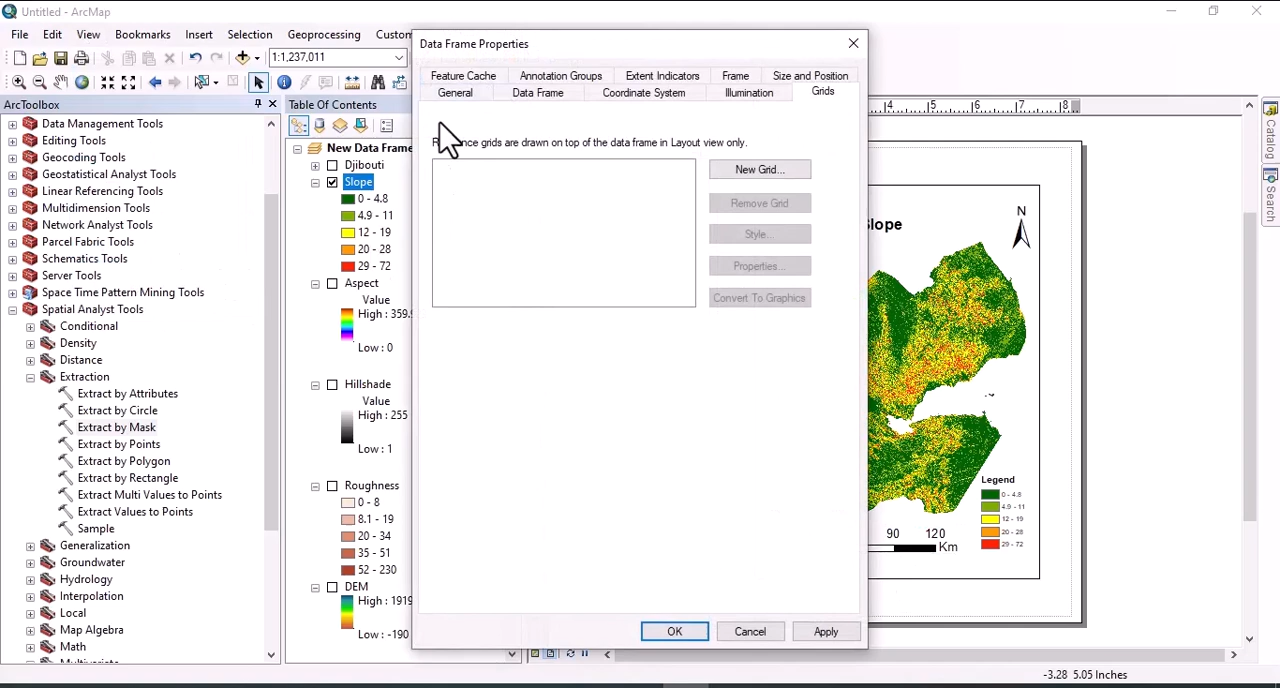 Untitled - ArcMap
File Edit View Bookmarks Insert Selection Geoprocessing Custom
1:1,237,011
ArcToolbox
Data Management Tools
Editing Tools
Geocoding Tools
Geostatistical Analyst Tools
Linear Referencing Tools
Multidimension Tools
Network Analyst Tools
Parcel Fabric Tools
Schematics Tools
Server Tools
Space Time Pattern Mining Tools
Spatial Analyst Tools
Conditional
Density
Distance
Extraction
Extract by Attributes
Extract by Circle
Extract by Mask
Extract by Points
Extract by Polygon
Extract by Rectangle
Extract Multi Values to Points
Extract Values to Points
Sample
Generalization
Groundwater
Hydrology
Interpolation
Local
Map Algebra
Math
Table Of Contents
New Data Frame
Djibouti
Slope
0 - 4.8
4.9 - 11
12 - 19
20 - 28
29 - 72
Aspect
Value
High : 359.
Low : 0
Hillshade
Value
High : 255
Low : 1
Roughness
0 - 8
8.1 - 19
20 - 34
35 - 51
52 - 230
DEM
High : 1919
Low : -190
Data Frame Properties
Feature Cache Annotation Groups Extent Indicators Frame Size and Position
General Data Frame Coordinate System Illumination Grids
R nce grids are drawn on top of the data frame in Layout view only.
New Grid...
Remove Grid
Style...
Properties...
Convert To Graphics
OK Cancel Apply
4 5 6 7 8
lope
N
Legend
0 - 4.8
4.9 - 11
12 - 19
20 - 28
29 - 72
90 120
Km
Catalog
Search
-3.28 5.05 Inches